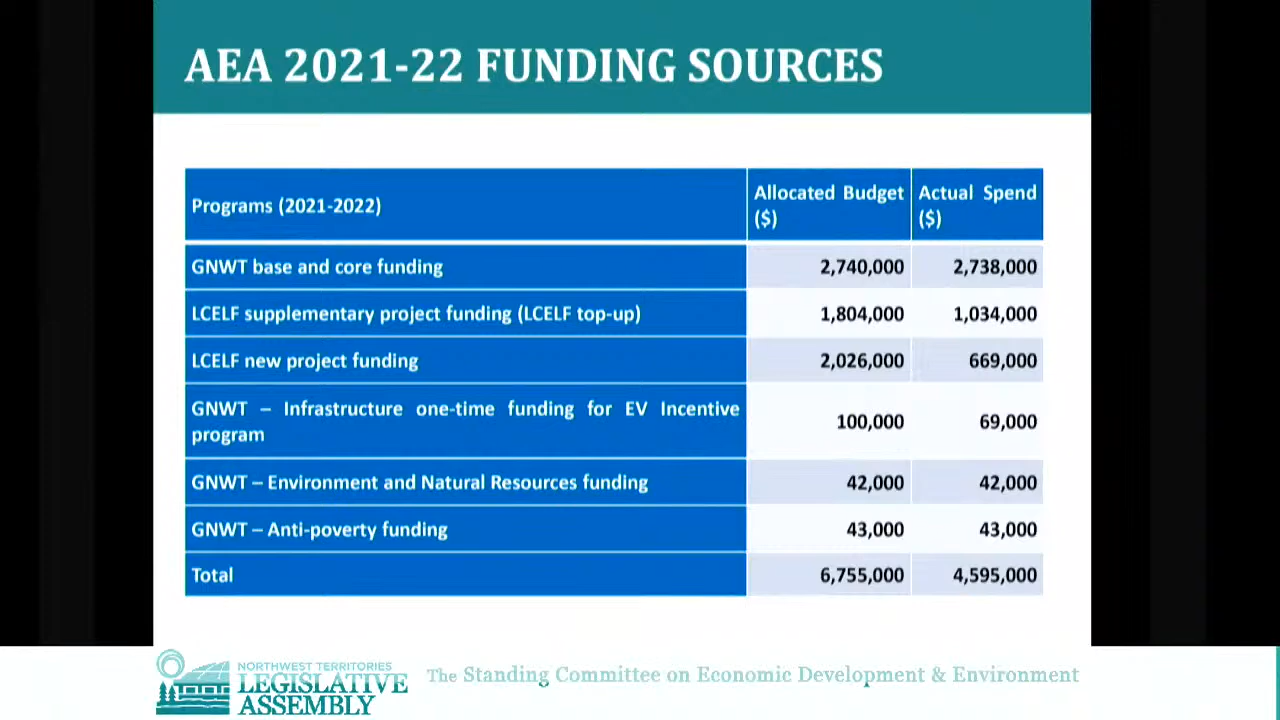 AEA 2021-22 FUNDING SOURCES
Programs (2021-2022) Allocated Budget ($) Actual Spend ($)
GNWT base and core funding 2,740,000 2,738,000
LCELF supplementary project funding (LCELF top-up) 1,804,000 1,034,000
LCELF new project funding 2,026,000 669,000
GNWT – Infrastructure one-time funding for EV Incentive program 100,000 69,000
GNWT – Environment and Natural Resources funding 42,000 42,000
GNWT – Anti-poverty funding 43,000 43,000
Total 6,755,000 4,595,000
NORTHWEST TERRITORIES
LEGISLATIVE
ASSEMBLY
The Standing Committee on Economic Development & Environment